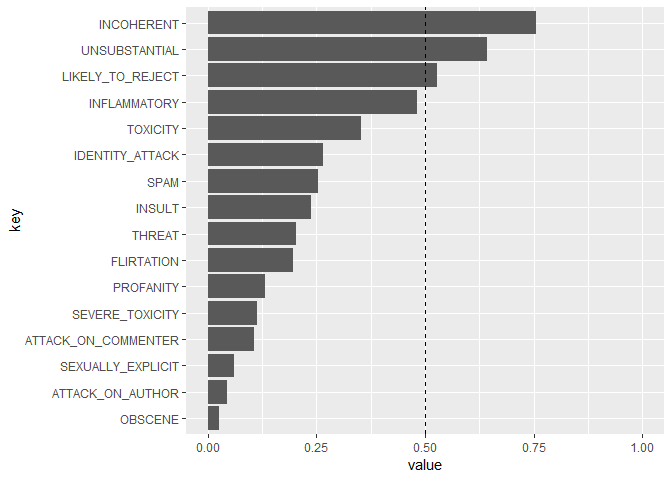 INCOHERENT
UNSUBSTANTIAL
LIKELY_TO_REJECT
INFLAMMATORY
TOXICITY
IDENTITY_ATTACK
SPAM
INSULT
THREAT
FLIRTATION
PROFANITY
SEVERE_TOXICITY
ATTACK_ON_COMMENTER
SEXUALLY_EXPLICIT
ATTACK_ON_AUTHOR
OBSCENE
key
0.00 0.25 0.50 0.75 1.00
value